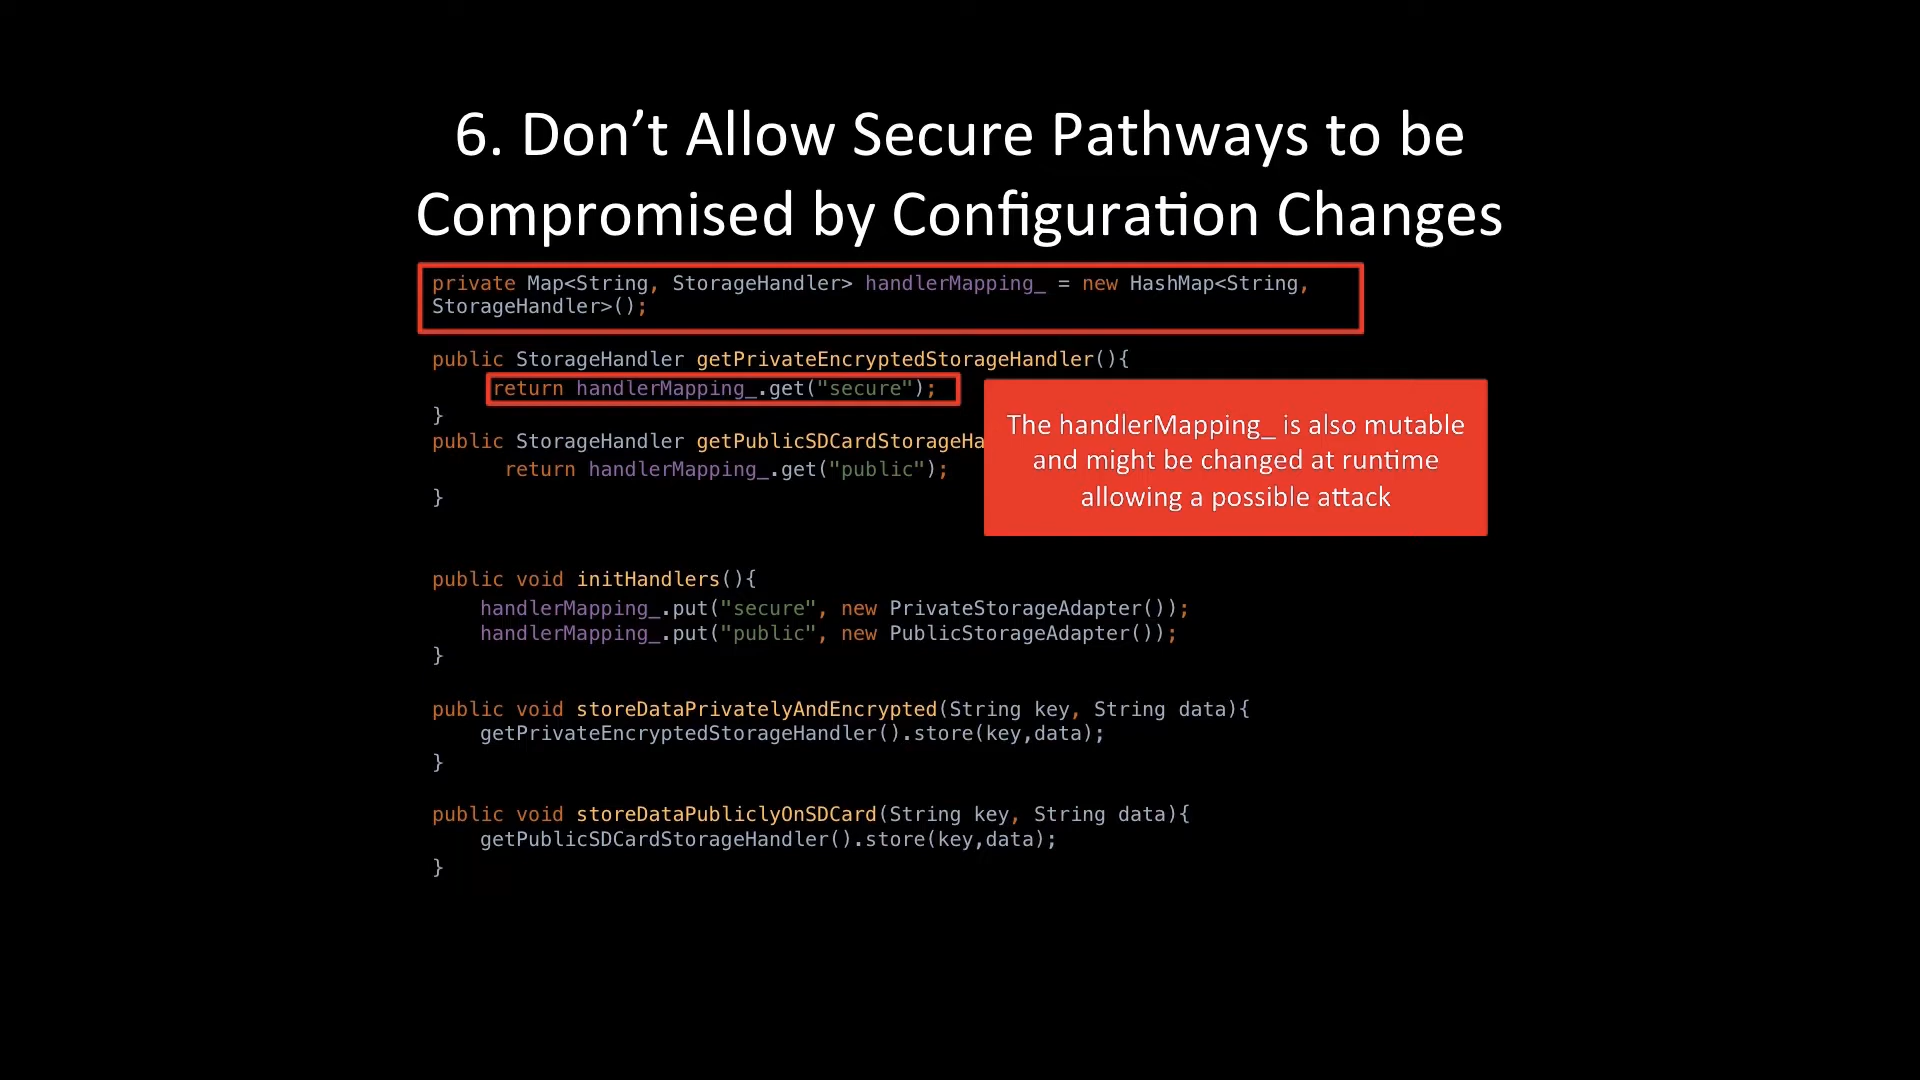 6. Don’t Allow Secure Pathways to be
Compromised by Configuration Changes
private Map<String, StorageHandler> handlerMapping_ = new HashMap<String,
StorageHandler>();
public StorageHandler getPrivateEncryptedStorageHandler(){
return handlerMapping_.get("secure");
}
public StorageHandler getPublicSDCardStorageHa
return handlerMapping_.get("public");
}
The handlerMapping_ is also mutable
and might be changed at runtime
allowing a possible attack
public void initHandlers(){
handlerMapping_.put("secure", new PrivateStorageAdapter());
handlerMapping_.put("public", new PublicStorageAdapter());
}
public void storeDataPrivatelyAndEncrypted(String key, String data){
getPrivateEncryptedStorageHandler().store(key,data);
}
public void storeDataPubliclyOnSDCard(String key, String data){
getPublicSDCardStorageHandler().store(key,data);
}